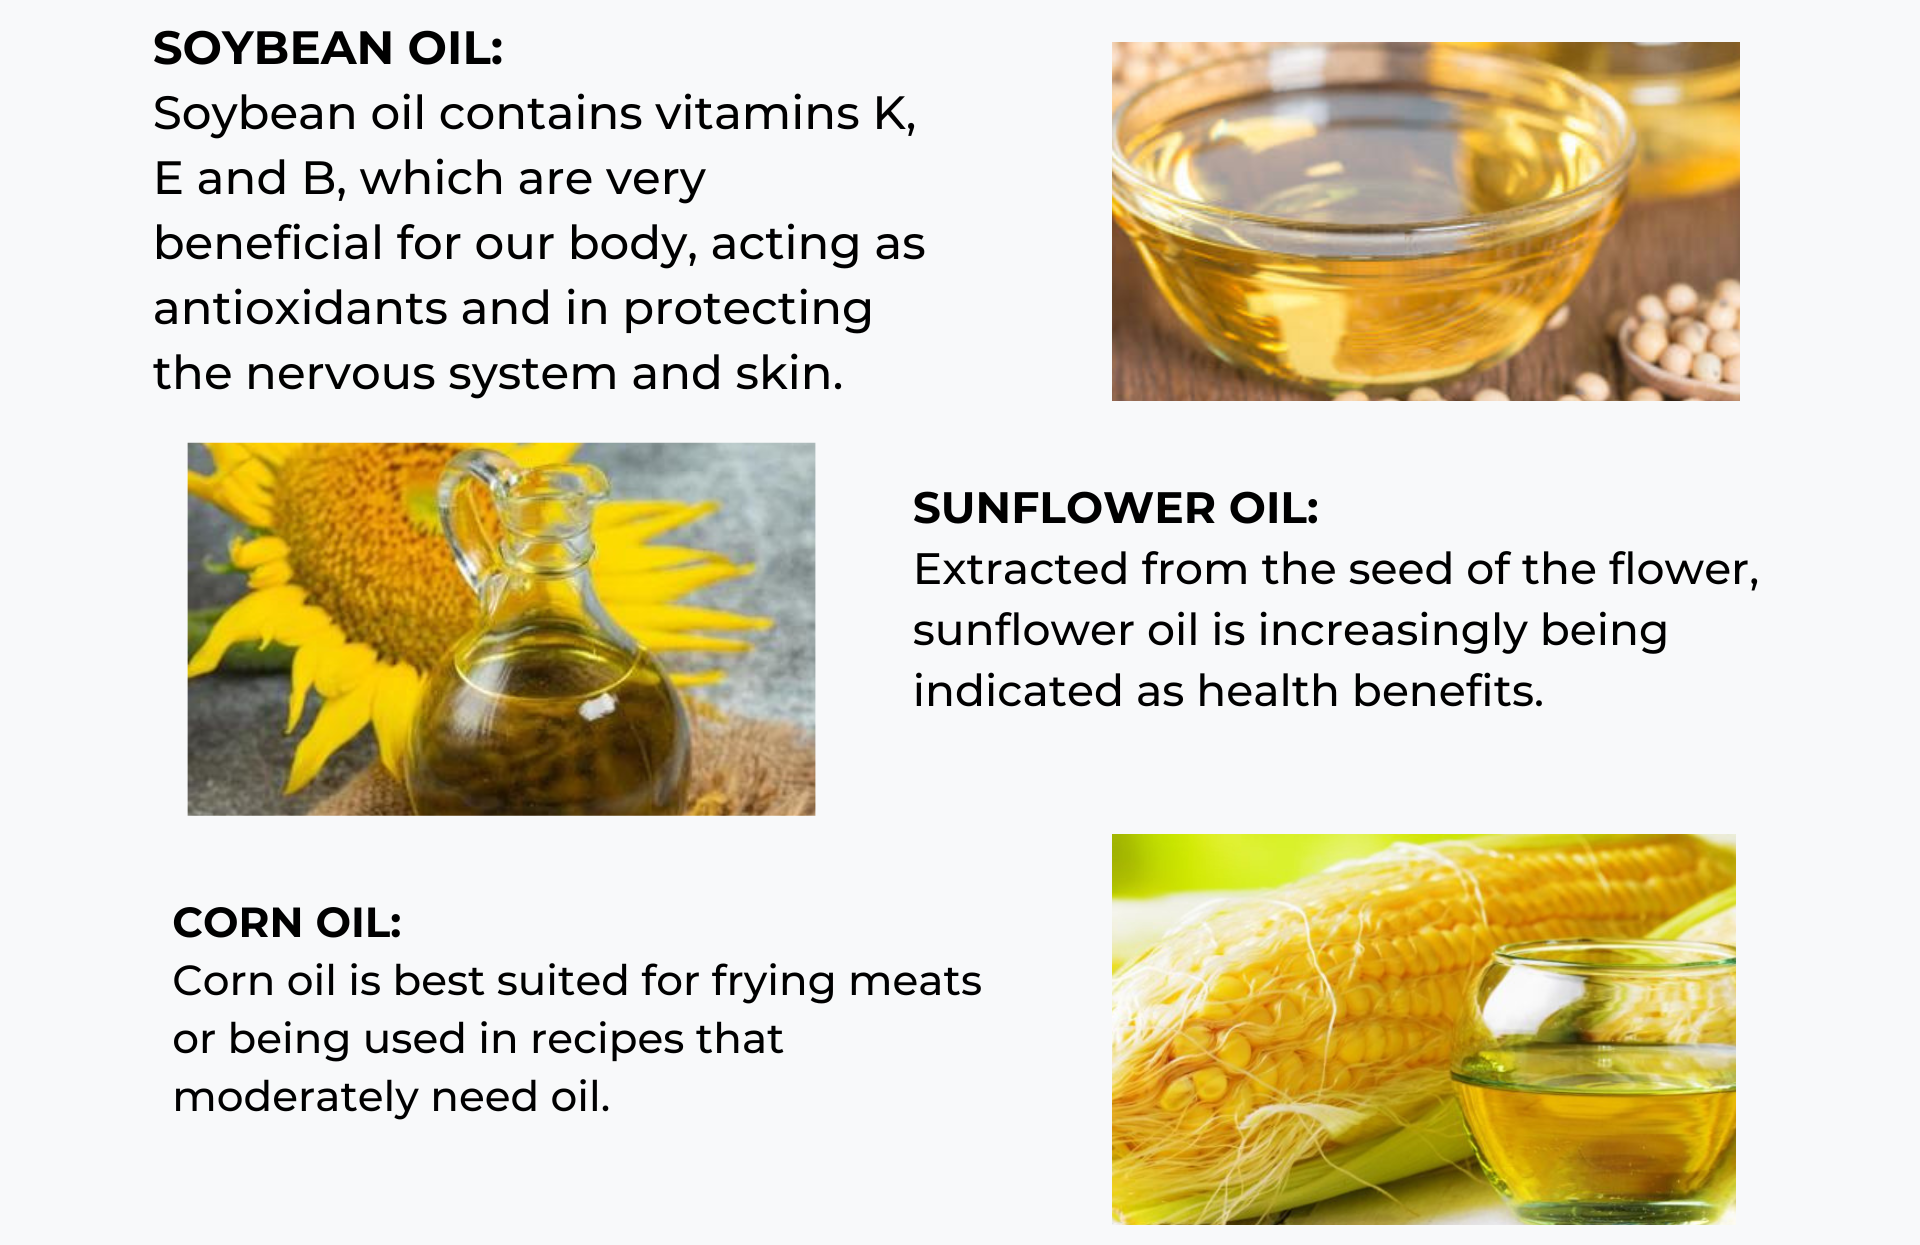 SOYBEAN OIL:
Soybean oil contains vitamins K,
E and B, which are very
beneficial for our body, acting as
antioxidants and in protecting
the nervous system and skin.
SUNFLOWER OIL:
Extracted from the seed of the flower,
sunflower oil is increasingly being
indicated as health benefits.
CORN OIL:
Corn oil is best suited for frying meats
or being used in recipes that
moderately need oil.